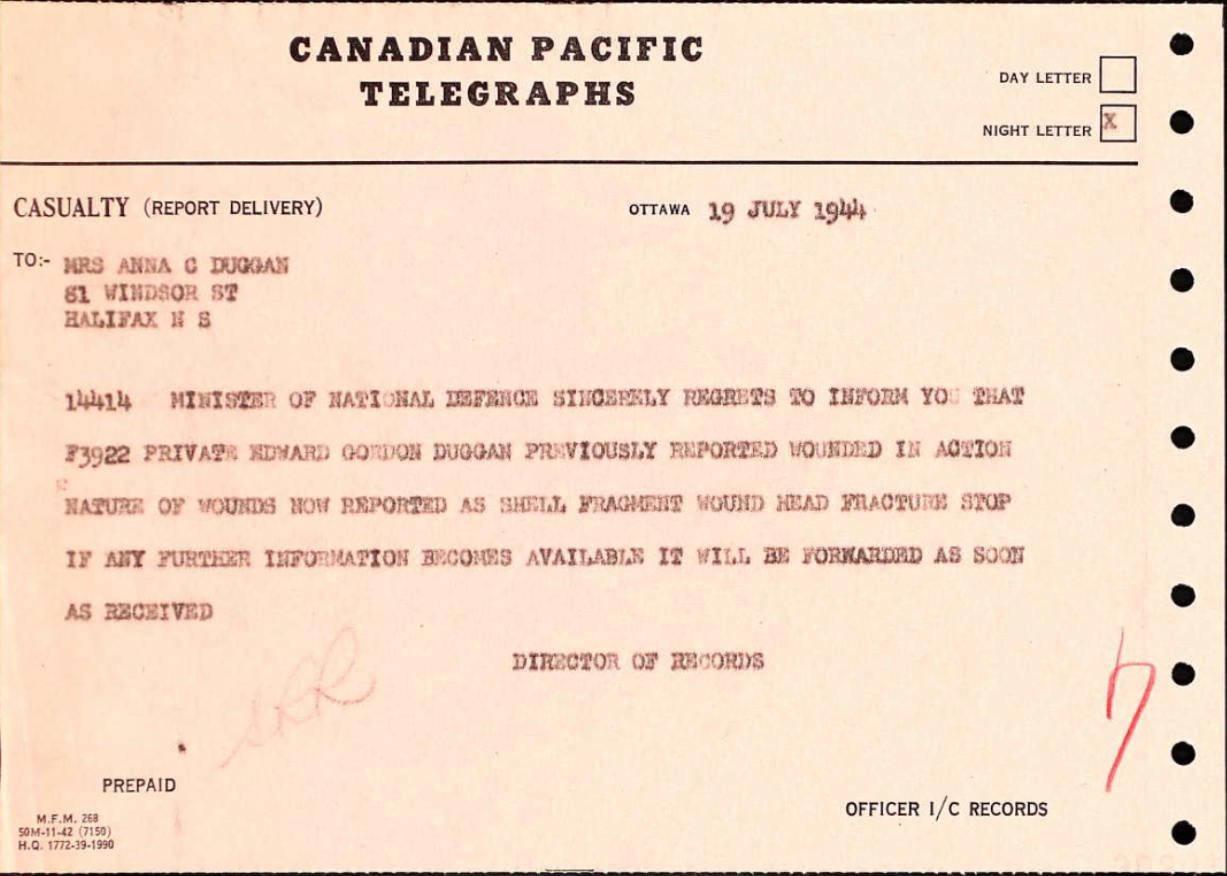 CANADIAN PACIFIC
TELEGRAPHS
DAY LETTER
NIGHT LETTER X
CASUALTY (REPORT DELIVERY)
OTTAWA 19 JULY 1944
TO:- MRS ANNA C DUGGAN
81 WINDSOR ST
HALIFAX N S
14414 MINISTER OF NATIONAL DEFENCE SINCERELY REGRETS TO INFORM YOU THAT
F3922 PRIVATE EDWARD GORDON DUGGAN PREVIOUSLY REPORTED WOUNDED IN ACTION
NATURE OF WOUNDS NOW REPORTED AS SHELL FRAGMENT WOUND HEAD FRACTURE STOP
IF ANY FURTHER INFORMATION BECOMES AVAILABLE IT WILL BE FORWARDED AS SOON
AS RECEIVED
DIRECTOR OF RECORDS
PREPAID
OFFICER I/C RECORDS
M.F.M. 268
50M-11-42 (7150)
H.Q. 1772-39-1990